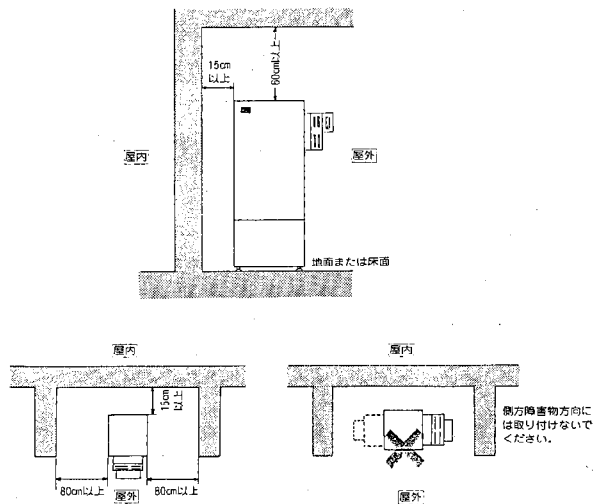 15cm
以上
60cm以上
屋内
屋外
地面または床面
屋内
15cm
以上
80cm以上
屋外
60cm以上
屋内
側方障害物方向に
は取り付けないで
ください。
屋外